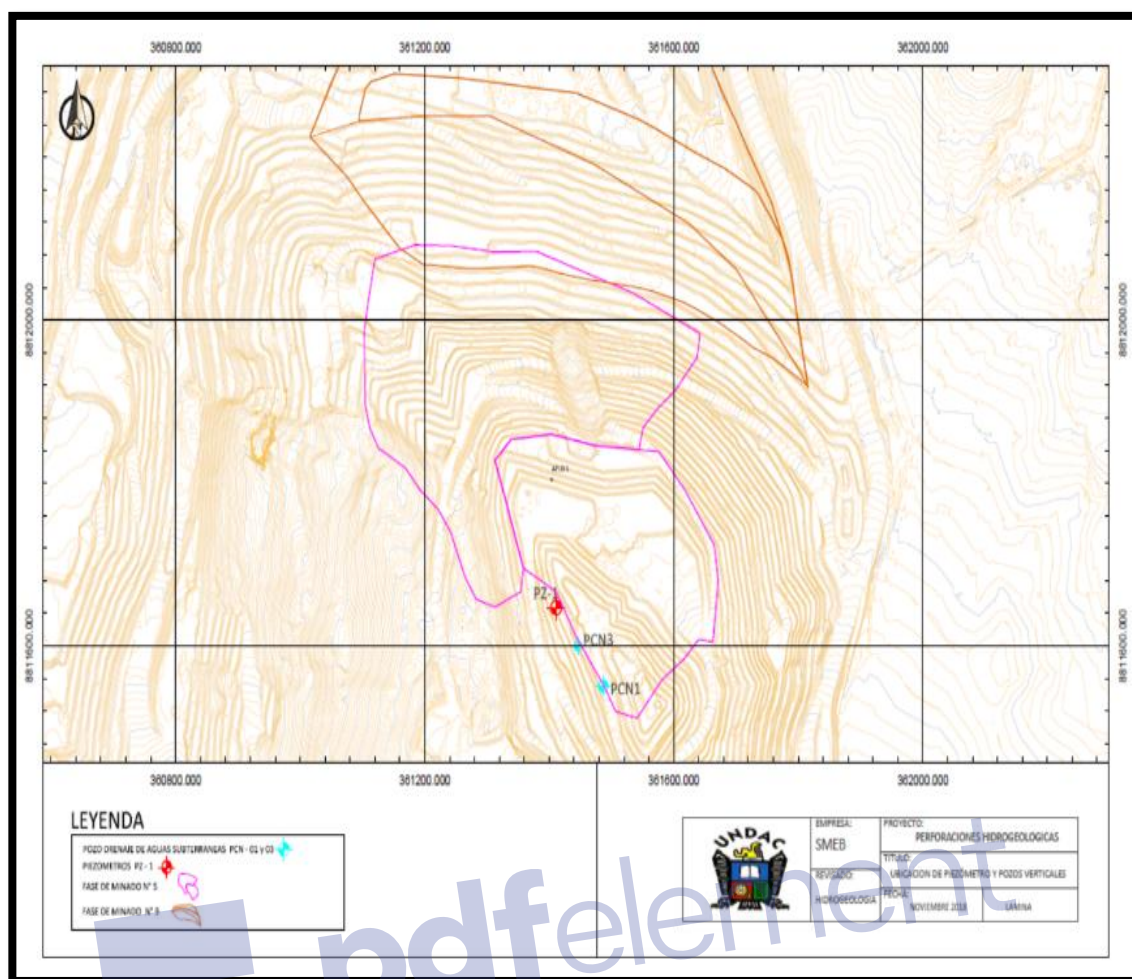 360800.000 361200.000 361600.000 362000.000
8812000.000 8812000.000
PZ-1
PCN3
8811600.000 8811600.000
PCN1
360800.000 361200.000 361600.000 362000.000
LEYENDA
POZO DRENAJE DE AGUAS SUBTERRANEAS PCN - 01 y 03
PIEZOMETROS PZ - 1
FASE DE MINADO N° 5
FASE DE MINADO N° 9
UNDAC
EMPRESA:
SMEB
REVISADO:
HIDROGEOLOGIA
PROYECTO:
PERFORACIONES HIDROGEOLOGICAS
TITULO:
UBICACION DE PIEZOMETRO Y POZOS VERTICALES
FECHA:
NOVIEMBRE 2018
LAMINA
pdfelement